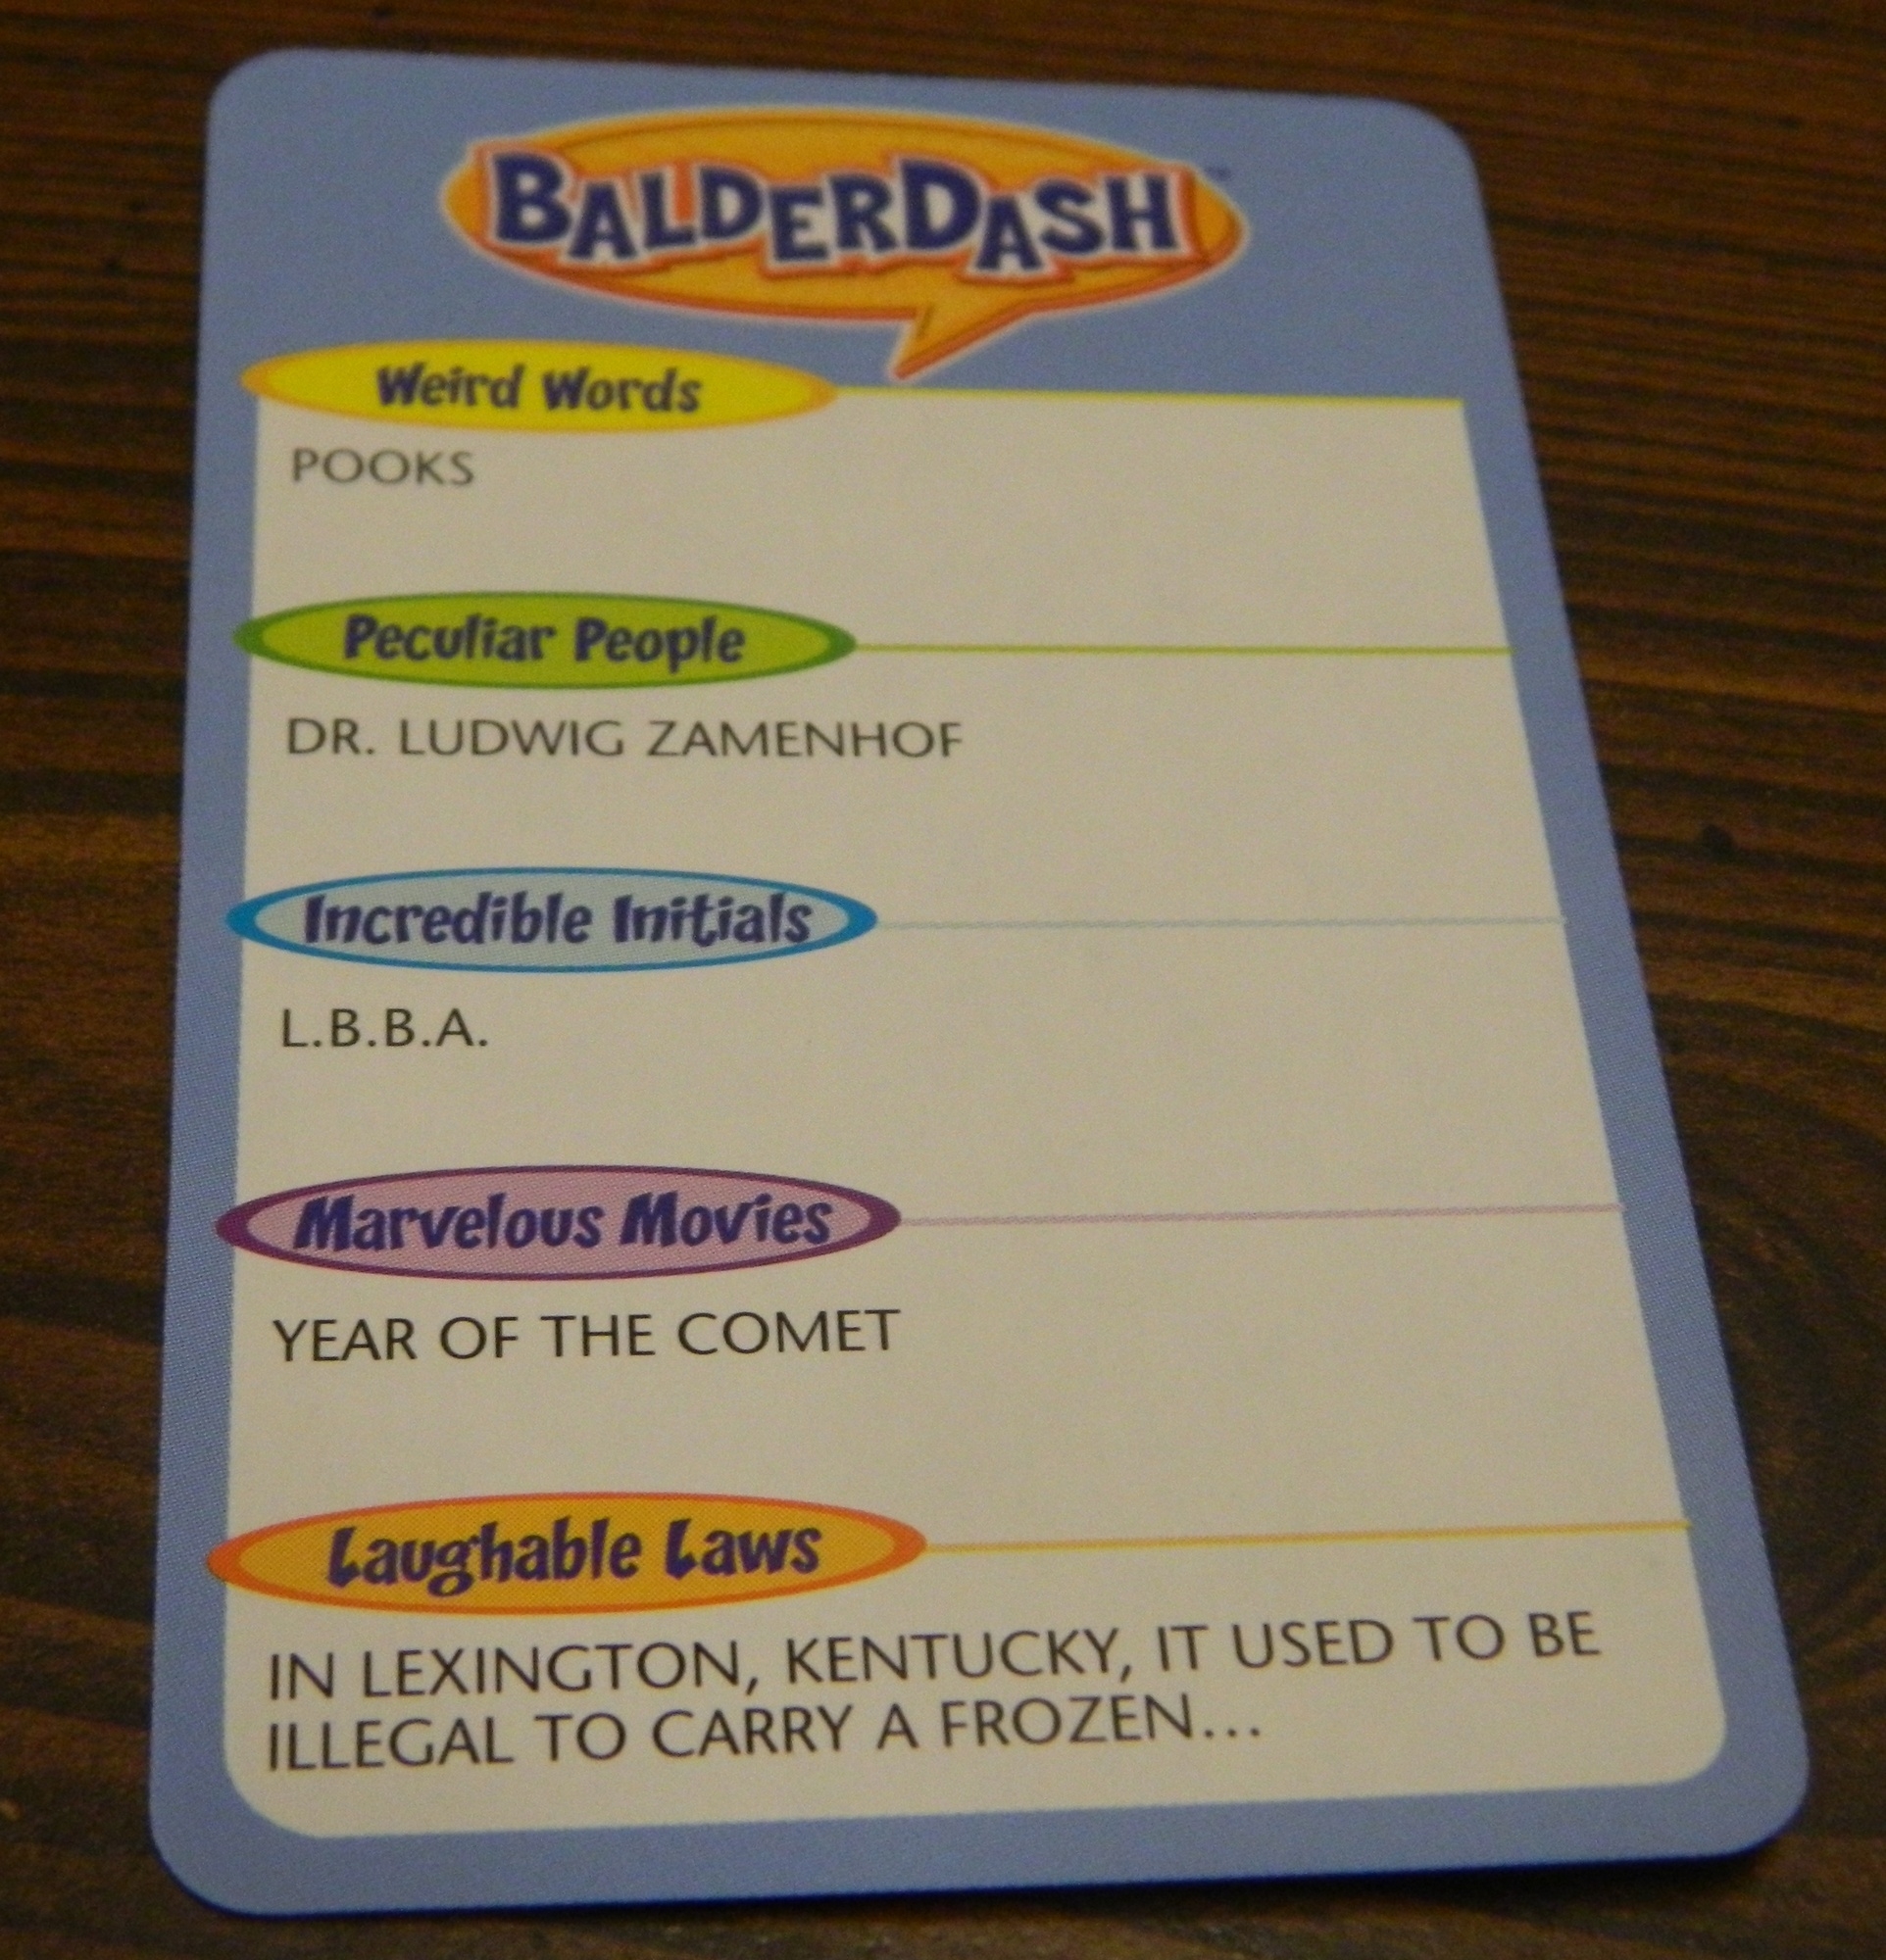 BALDERDASH™
Weird Words
POOKS
Peculiar People
DR. LUDWIG ZAMENHOF
Incredible Initials
L.B.B.A.
Marvelous Movies
YEAR OF THE COMET
Laughable Laws
IN LEXINGTON, KENTUCKY, IT USED TO BE
ILLEGAL TO CARRY A FROZEN...